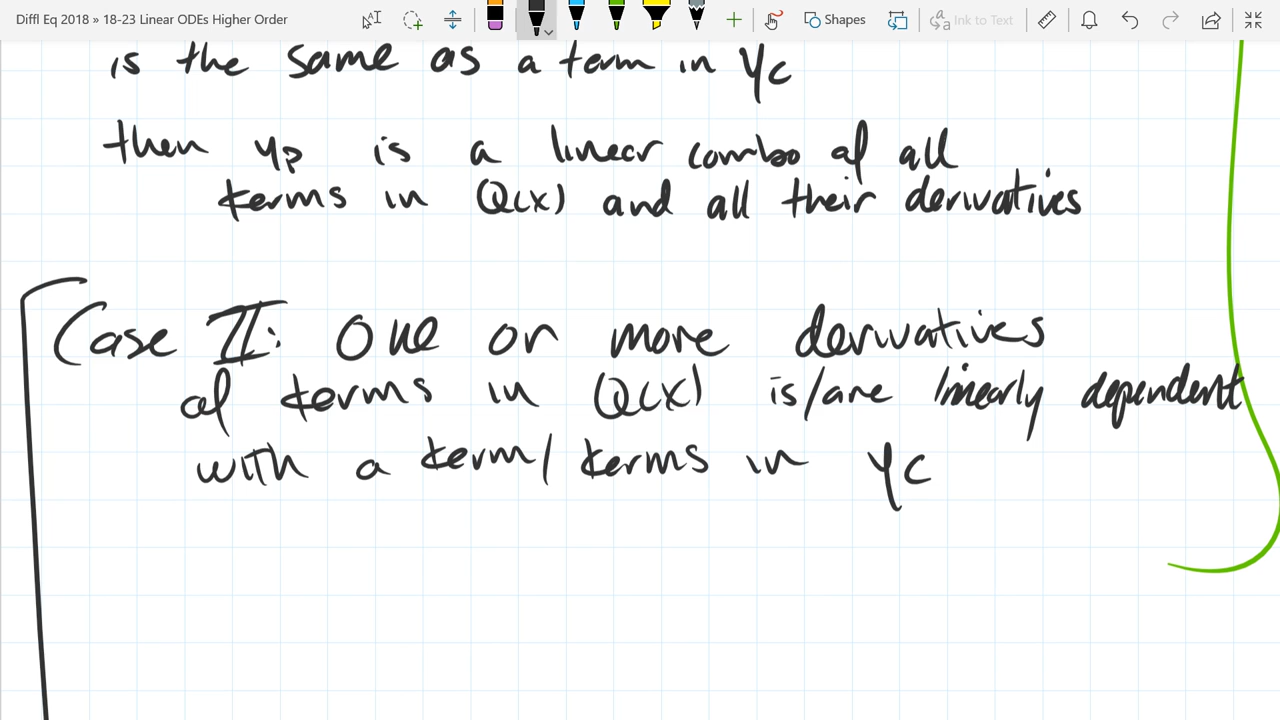 Diffl Eq 2018 » 18-23 Linear ODEs Higher Order
Shapes
Ink to Text
is the same as a term in yc
then yp is a linear combo of all
terms in Q(x) and all their derivatives
Case II: One or more derivatives
of terms in Q(x) is/are linearly dependent
with a term/terms in yc